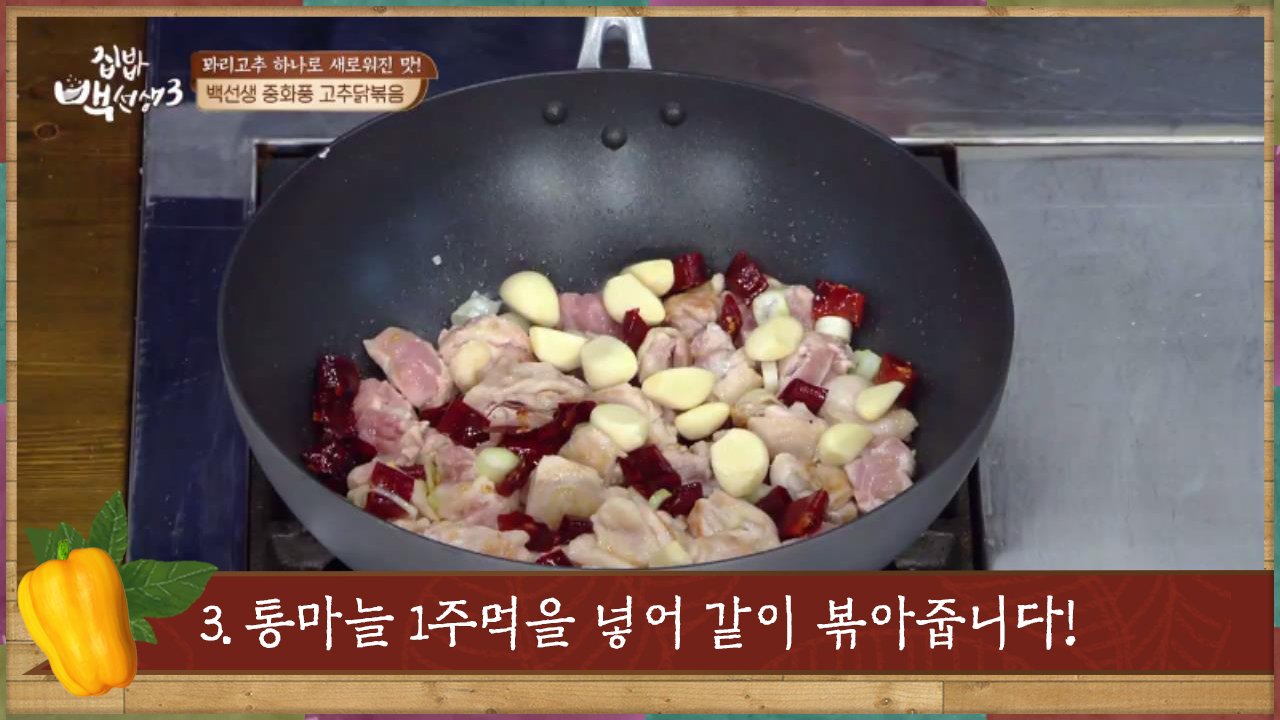 집밥
백선생3
꽈리고추 하나로 새로워진 맛!
백선생 중화풍 고추닭볶음
3. 통마늘 1주먹을 넣어 같이 볶아줍니다!